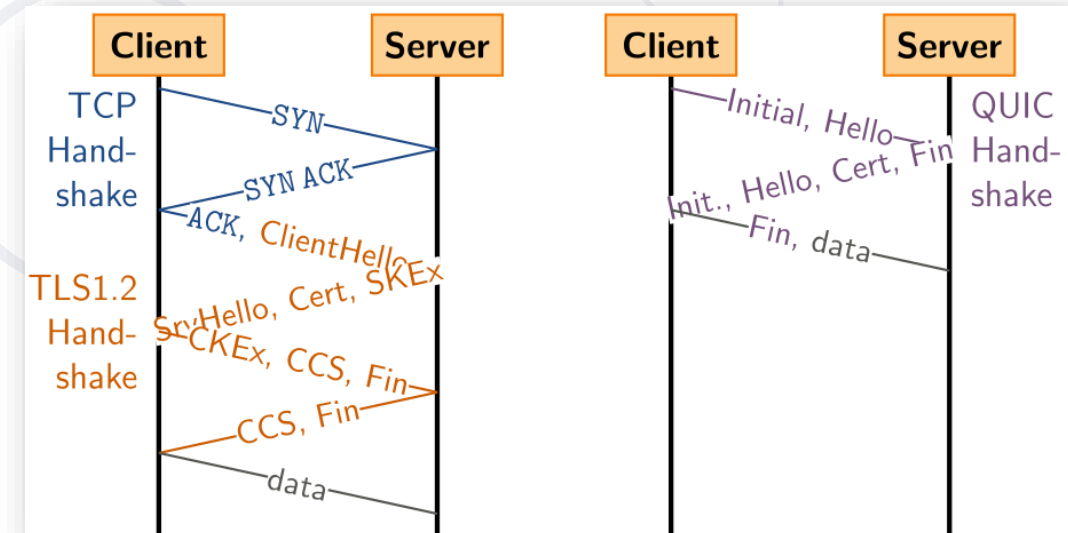 Client
Server
TCP
Hand-
shake
SYN
SYN ACK
ACK, ClientHello
TLS1.2
Hand-
shake
SrvHello, Cert, SKEx
CKEx, CCS, Fin
CCS, Fin
data
Client
Server
Initial, Hello
QUIC
Hand-
shake
Init., Hello, Cert, Fin
Fin, data